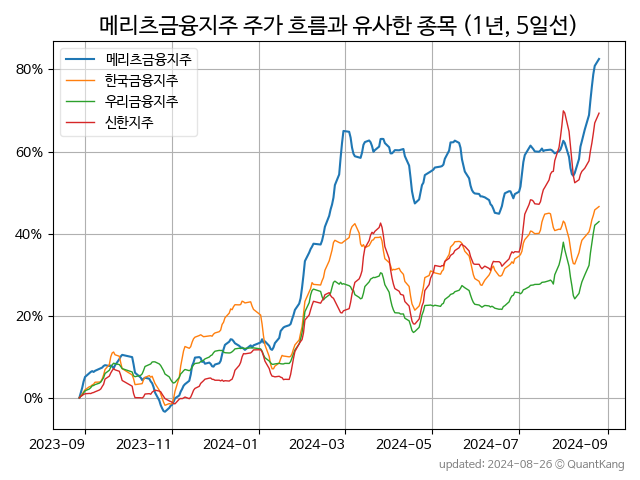 메리츠금융지주 주가 흐름과 유사한 종목 (1년, 5일선)
메리츠금융지주
한국금융지주
우리금융지주
신한지주
80%
60%
40%
20%
0%
2023-09 2023-11 2024-01 2024-03 2024-05 2024-07 2024-09
updated: 2024-08-26 © QuantKang